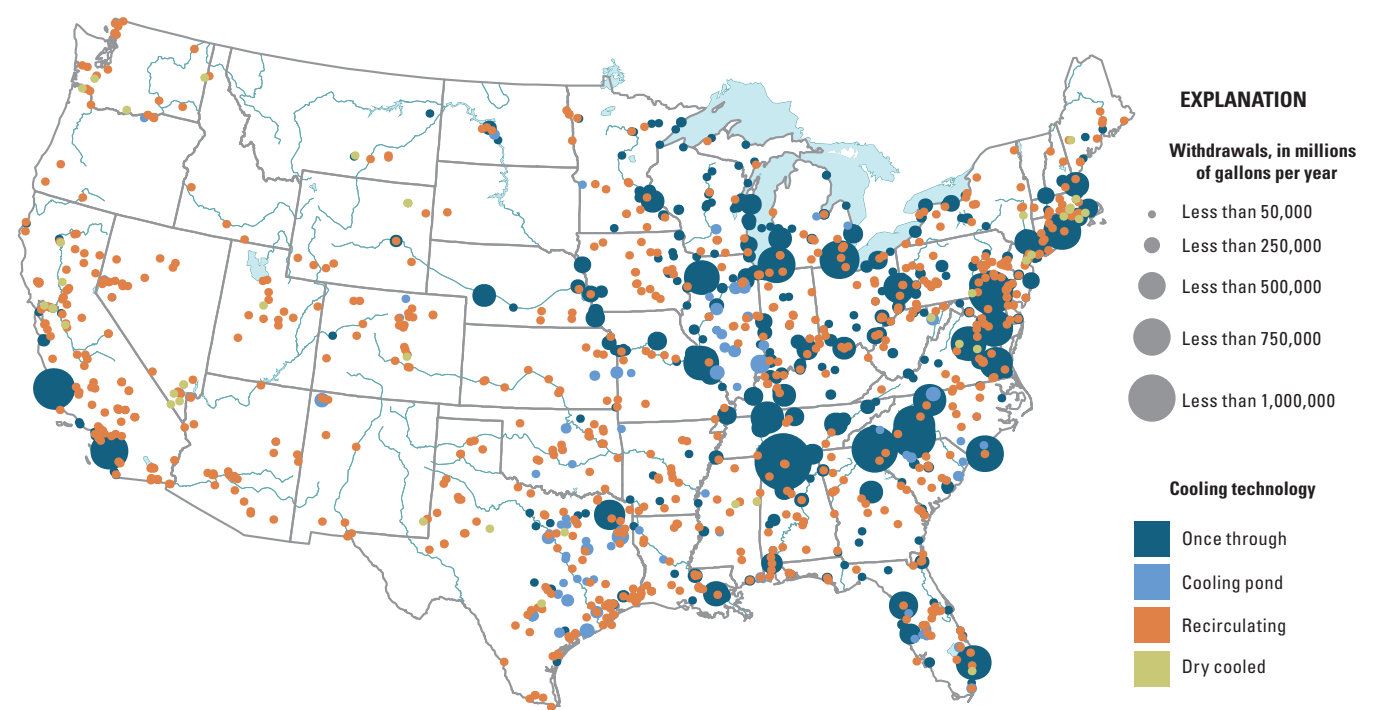 EXPLANATION
Withdrawals, in millions
of gallons per year
Less than 50,000
Less than 250,000
Less than 500,000
Less than 750,000
Less than 1,000,000
Cooling technology
Once through
Cooling pond
Recirculating
Dry cooled